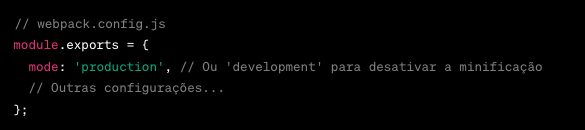 // webpack.config.js
module.exports = {
  mode: 'production', // Ou 'development' para desativar a minificação
  // Outras configurações...
};